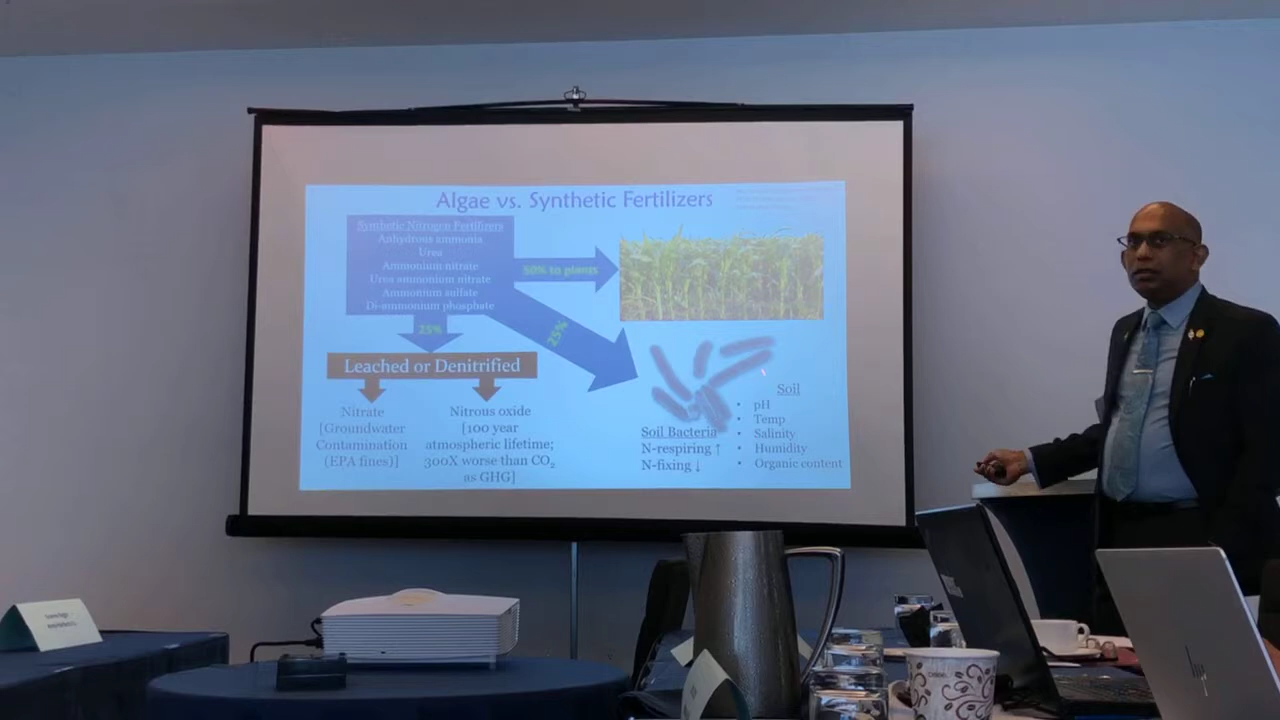 Algae vs. Synthetic Fertilizers
Synthetic Nitrogen Fertilizers
Anhydrous ammonia
Urea
Ammonium nitrate
Urea ammonium nitrate
Ammonium sulfate
Di-ammonium phosphate
50% to plants
25%
25%
Leached or Denitrified
Nitrate
[Groundwater
Contamination
(EPA fines)]
Nitrous oxide
[100 year
atmospheric lifetime;
300X worse than CO₂
as GHG]
Soil Bacteria
N-respiring ↑
N-fixing ↓
Soil
• pH
• Temp
• Salinity
• Humidity
• Organic content
hp